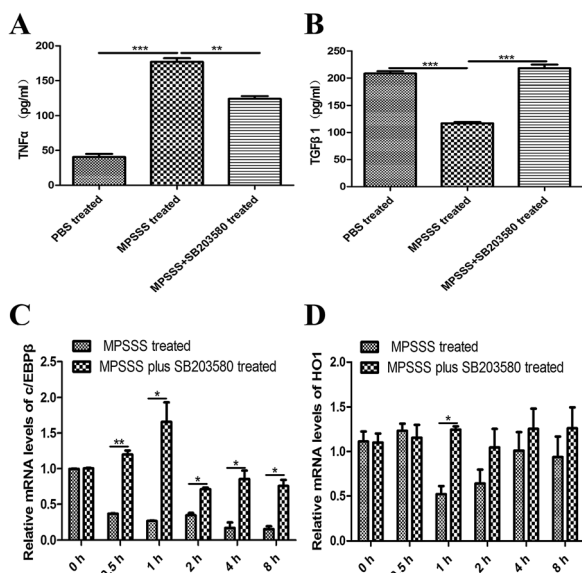 A
***
**
TNFα (pg/ml)
200
150
100
50
0
PBS treated
MPSSS treated
MPSSS+SB203580 treated
B
***
***
TGFβ 1 (pg/ml)
250
200
150
100
50
0
PBS treated
MPSSS treated
MPSSS+SB203580 treated
C
MPSSS treated
MPSSS plus SB203580 treated
Relative mRNA levels of c/EBPβ
2.0
1.5
1.0
0.5
0.0
**
*
*
*
*
0 h
0.5 h
1 h
2 h
4 h
8 h
D
MPSSS treated
MPSSS plus SB203580 treated
Relative mRNA levels of HO1
2.0
1.5
1.0
0.5
0.0
*
0 h
0.5 h
1 h
2 h
4 h
8 h